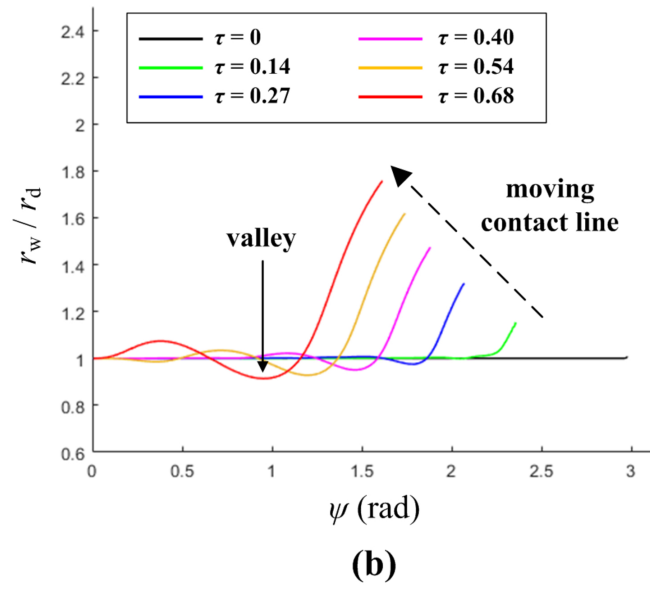 2.4
2.2
2
1.8
1.6
1.4
1.2
1
0.8
0.6
r_w / r_d
τ = 0
τ = 0.14
τ = 0.27
τ = 0.40
τ = 0.54
τ = 0.68
moving
contact line
valley
0 0.5 1 1.5 2 2.5 3
ψ (rad)
(b)